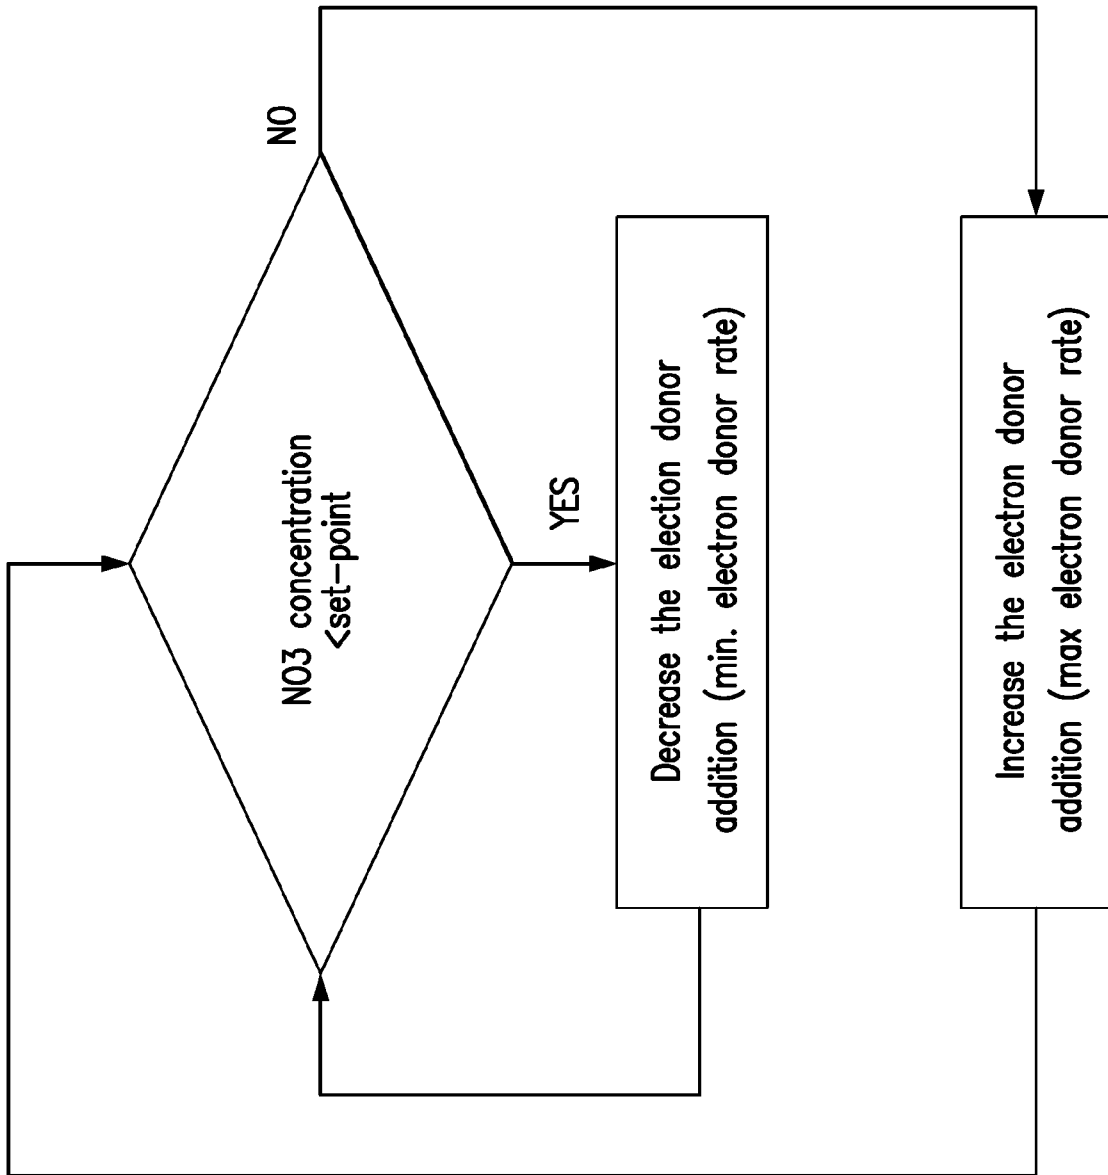 NO3 concentration
<set-point
NO
YES
Decrease the election donor
addition (min. electron donor rate)
Increase the electron donor
addition (max electron donor rate)